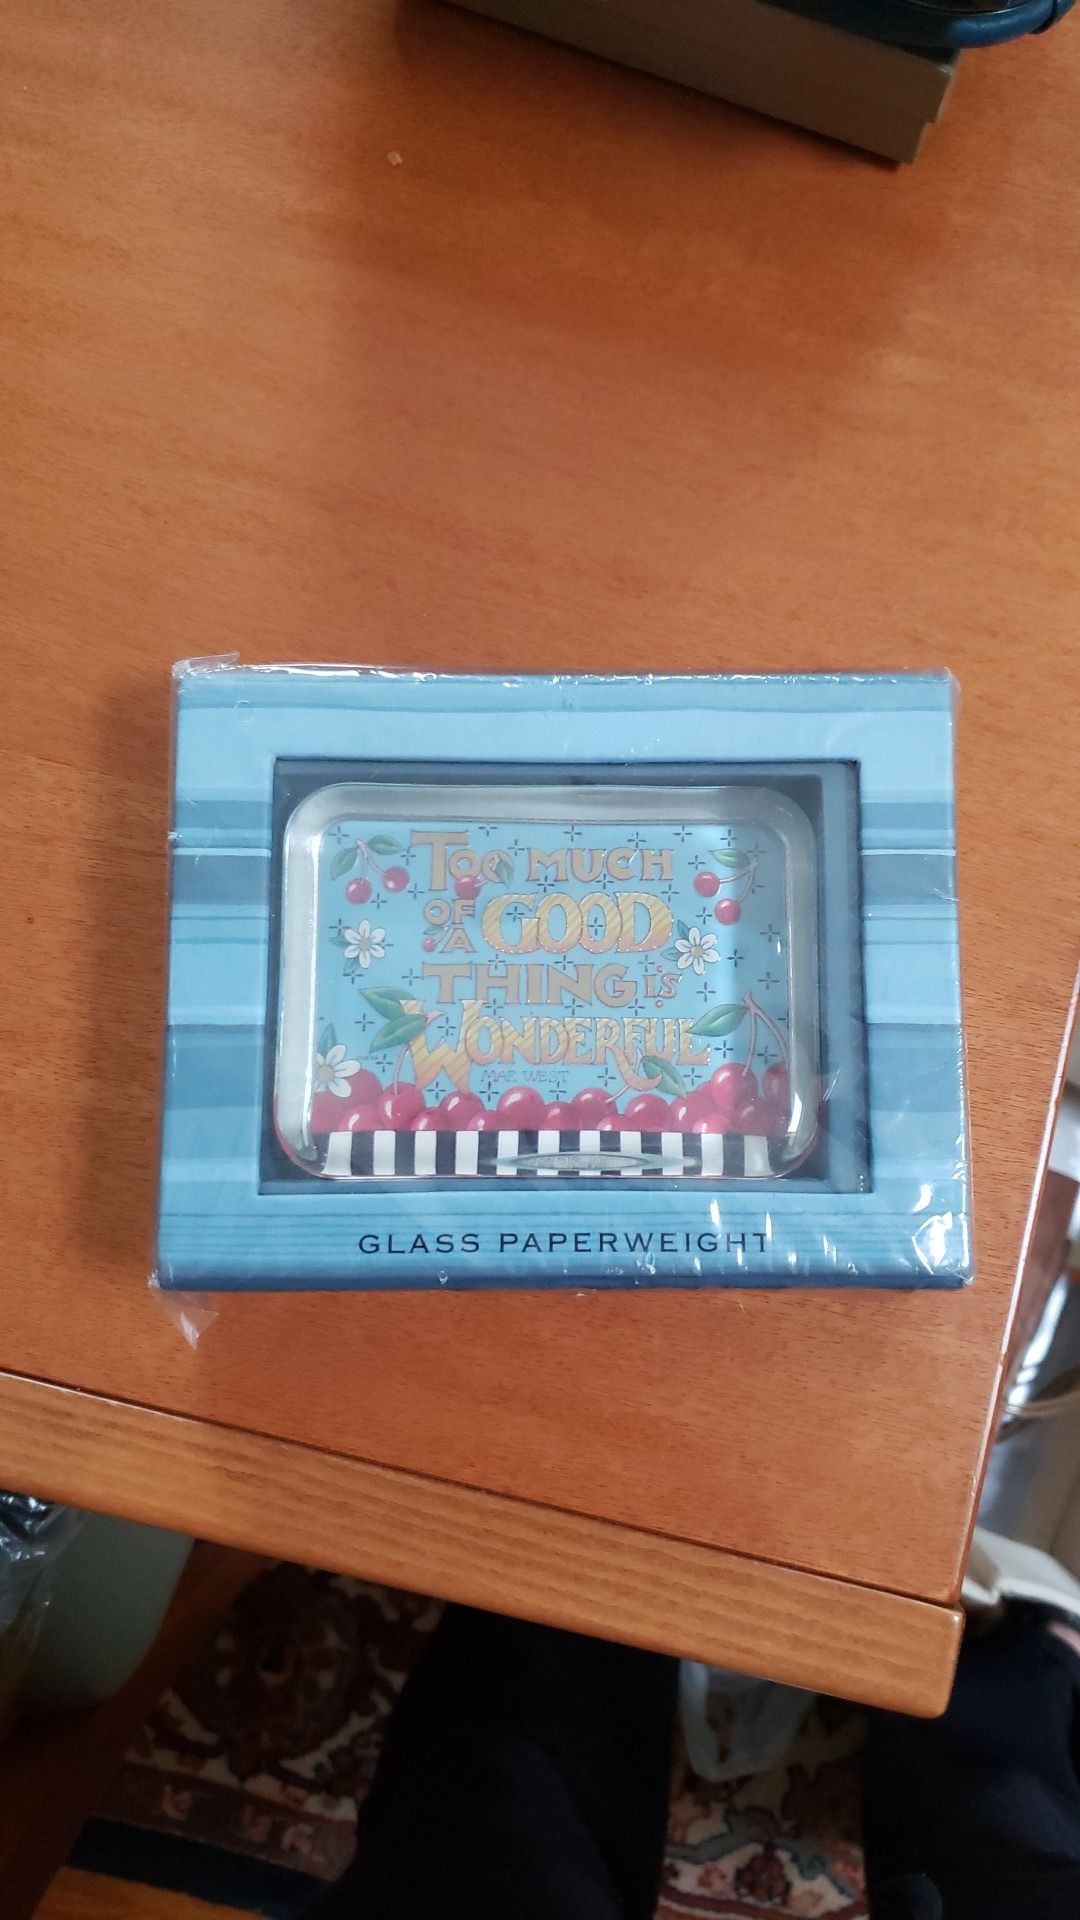 Too MUCH
OF A GOOD
THING is
WONDERFUL
MAE WEST
GLASS PAPERWEIGHT